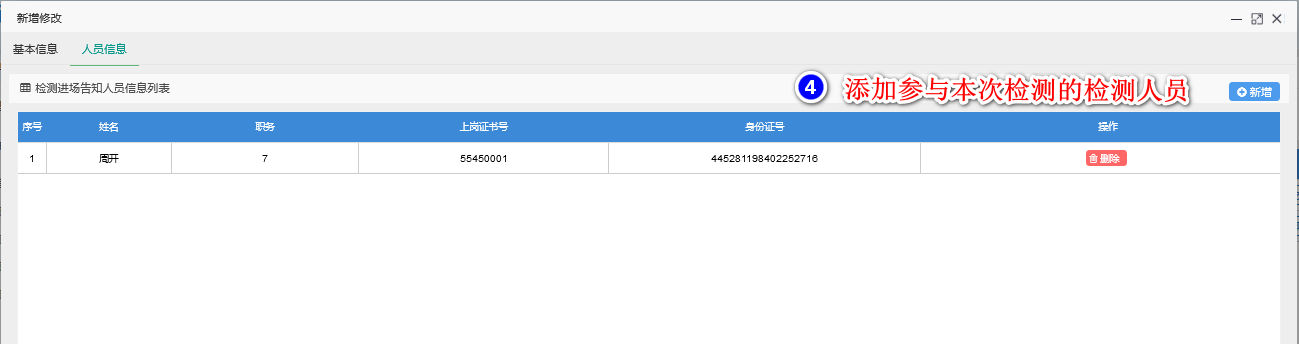 新增修改
基本信息 人员信息
检测进场告知人员信息列表
4 添加参与本次检测的检测人员
新增
序号 姓名 职务 上岗证书号 身份证号 操作
1 周开 7 55450001 445281198402252716 删除